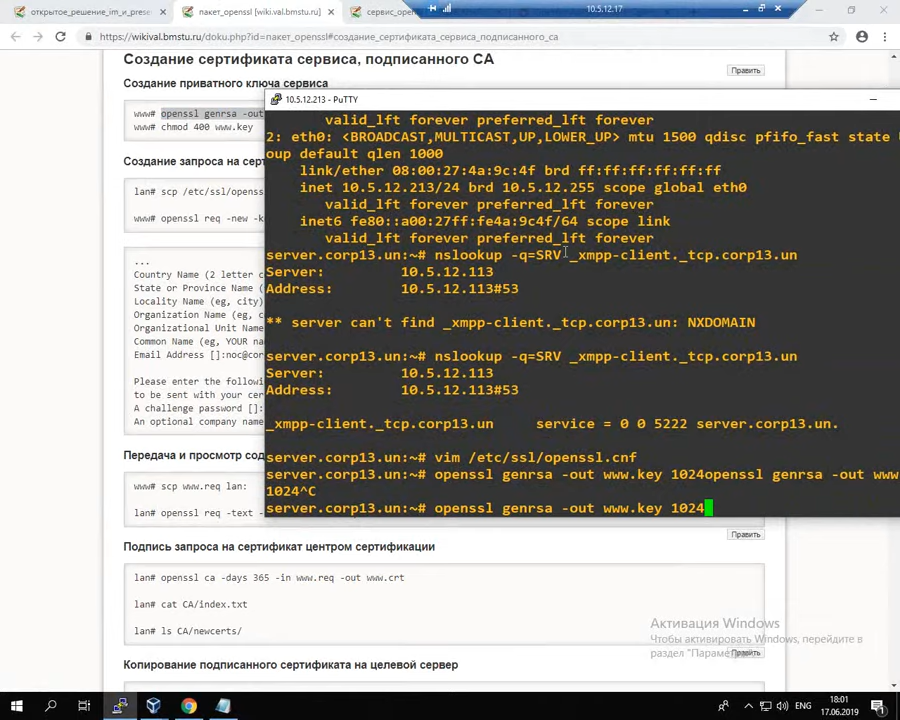 открытое_решение_im_и_presen
пакет_openssl [wiki.val.bmstu.ru]
сервис_open
10.5.12.17
https://wikival.bmstu.ru/doku.php?id=пакет_openssl#создание_сертификата_сервиса_подписанного_ca
Создание сертификата сервиса, подписанного CA
Создание приватного ключа сервиса
Править
www# openssl genrsa -out
www# chmod 400 www.key
Создание запроса на сер
lan# scp /etc/ssl/openss
www# openssl req -new -k
...
Country Name (2 letter c
State or Province Name (
Locality Name (eg, city)
Organization Name (eg, c
Organizational Unit Nam
Common Name (eg, YOUR na
Email Address []:noc@cor
Please enter the followi
to be sent with your cer
A challenge password []:
An optional company name
Передача и просмотр сод
www# scp www.req lan:
lan# openssl req -text -
Править
Подпись запроса на сертификат центром сертификации
lan# openssl ca -days 365 -in www.req -out www.crt
lan# cat CA/index.txt
lan# ls CA/newcerts/
Править
Копирование подписанного сертификата на целевой сервер
10.5.12.213 - PuTTY
valid_lft forever preferred_lft forever
2: eth0: <BROADCAST,MULTICAST,UP,LOWER_UP> mtu 1500 qdisc pfifo_fast state U
oup default qlen 1000
link/ether 08:00:27:4a:9c:4f brd ff:ff:ff:ff:ff:ff
inet 10.5.12.213/24 brd 10.5.12.255 scope global eth0
valid_lft forever preferred_lft forever
inet6 fe80::a00:27ff:fe4a:9c4f/64 scope link
valid_lft forever preferred_lft forever
server.corp13.un:~# nslookup -q=SRV _xmpp-client._tcp.corp13.un
Server: 10.5.12.113
Address: 10.5.12.113#53
** server can't find _xmpp-client._tcp.corp13.un: NXDOMAIN
server.corp13.un:~# nslookup -q=SRV _xmpp-client._tcp.corp13.un
Server: 10.5.12.113
Address: 10.5.12.113#53
_xmpp-client._tcp.corp13.un service = 0 0 5222 server.corp13.un.
server.corp13.un:~# vim /etc/ssl/openssl.cnf
server.corp13.un:~# openssl genrsa -out www.key 1024openssl genrsa -out www
1024^C
server.corp13.un:~# openssl genrsa -out www.key 1024
Активация Windows
Чтобы активировать Windows, перейдите в
раздел "Параме
ENG
18:01
17.06.2019
1